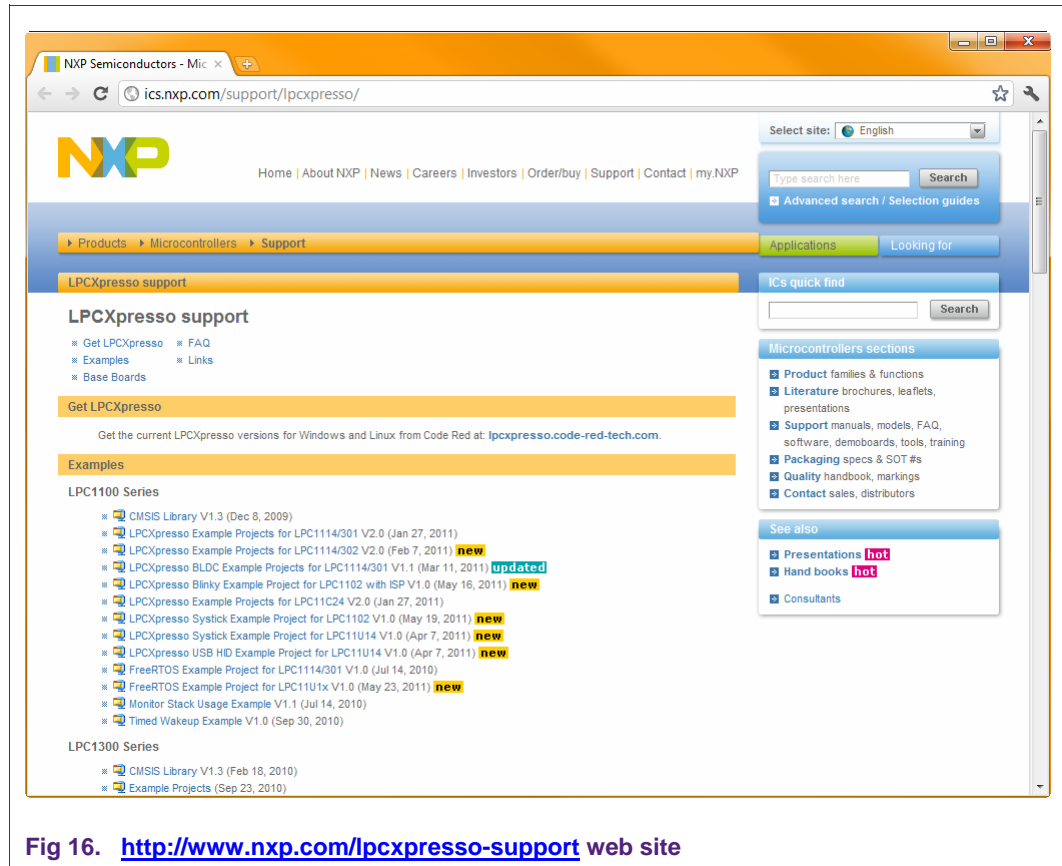 NXP Semiconductors - Mic
ics.nxp.com/support/lpcxpresso/
Select site: English
NXP
Home | About NXP | News | Careers | Investors | Order/buy | Support | Contact | my.NXP
Type search here Search
Advanced search / Selection guides
Products Microcontrollers Support
Applications Looking for
LPCXpresso support
ICs quick find
Search
LPCXpresso support
Get LPCXpresso FAQ
Examples Links
Base Boards
Microcontrollers sections
Product families & functions
Literature brochures, leaflets,
presentations
Support manuals, models, FAQ,
software, demoboards, tools, training
Packaging specs & SOT #s
Quality handbook, markings
Contact sales, distributors
Get LPCXpresso
Get the current LPCXpresso versions for Windows and Linux from Code Red at: lpcxpresso.code-red-tech.com.
Examples
LPC1100 Series
CMSIS Library V1.3 (Dec 8, 2009)
LPCXpresso Example Projects for LPC1114/301 V2.0 (Jan 27, 2011)
LPCXpresso Example Projects for LPC1114/302 V2.0 (Feb 7, 2011) new
LPCXpresso BLDC Example Projects for LPC1114/301 V1.1 (Mar 11, 2011) updated
LPCXpresso Blinky Example Project for LPC1102 with ISP V1.0 (May 16, 2011) new
LPCXpresso Example Projects for LPC11C24 V2.0 (Jan 27, 2011)
LPCXpresso Systick Example Project for LPC1102 V1.0 (May 19, 2011) new
LPCXpresso Systick Example Project for LPC11U14 V1.0 (Apr 7, 2011) new
LPCXpresso USB HID Example Project for LPC11U14 V1.0 (Apr 7, 2011) new
FreeRTOS Example Project for LPC1114/301 V1.0 (Jul 14, 2010)
FreeRTOS Example Project for LPC11U1x V1.0 (May 23, 2011) new
Monitor Stack Usage Example V1.1 (Jul 14, 2010)
Timed Wakeup Example V1.0 (Sep 30, 2010)
See also
Presentations hot
Hand books hot
Consultants
LPC1300 Series
CMSIS Library V1.3 (Feb 18, 2010)
Example Projects (Sep 23, 2010)
Fig 16. http://www.nxp.com/lpcxpresso-support web site